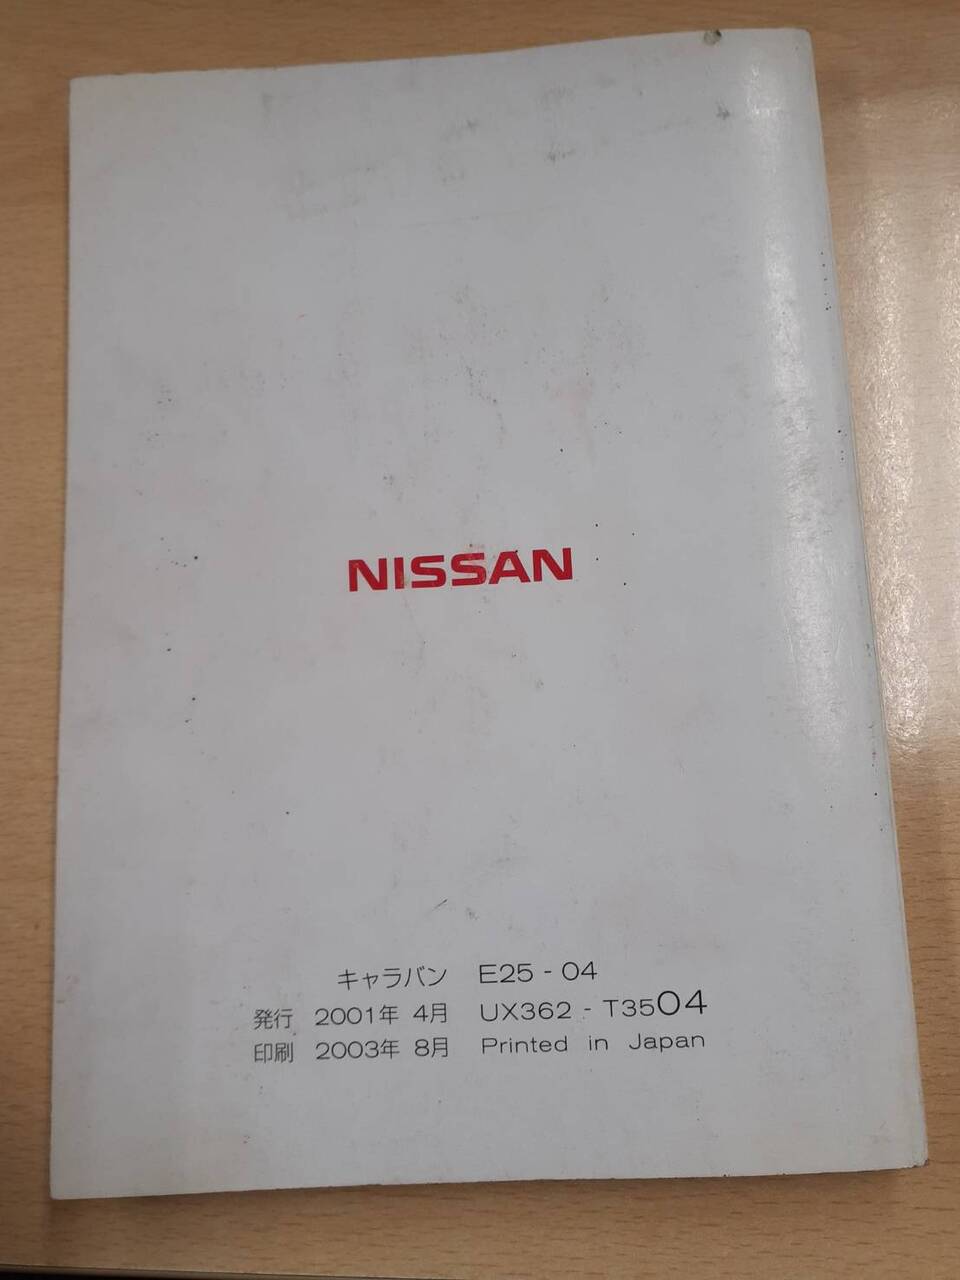 NISSAN
キャラバン E25 - 04
発行 2001年 4月 UX362 - T3504
印刷 2003年 8月 Printed in Japan